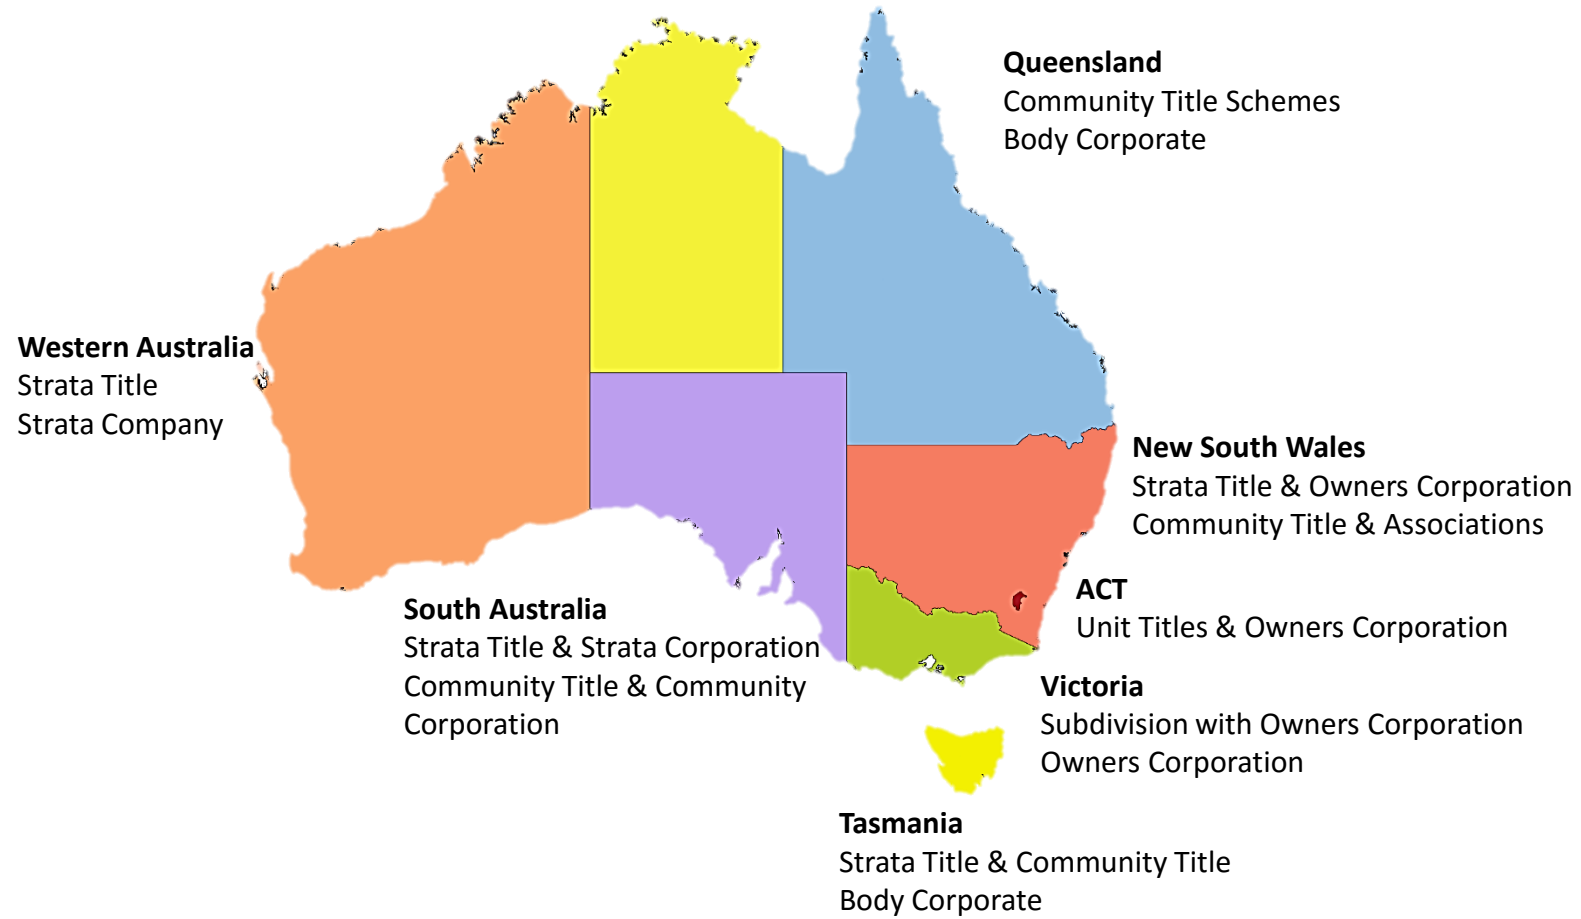 Queensland
Community Title Schemes
Body Corporate
Western Australia
Strata Title
Strata Company
New South Wales
Strata Title & Owners Corporation
Community Title & Associations
ACT
Unit Titles & Owners Corporation
South Australia
Strata Title & Strata Corporation
Community Title & Community
Corporation
Victoria
Subdivision with Owners Corporation
Owners Corporation
Tasmania
Strata Title & Community Title
Body Corporate